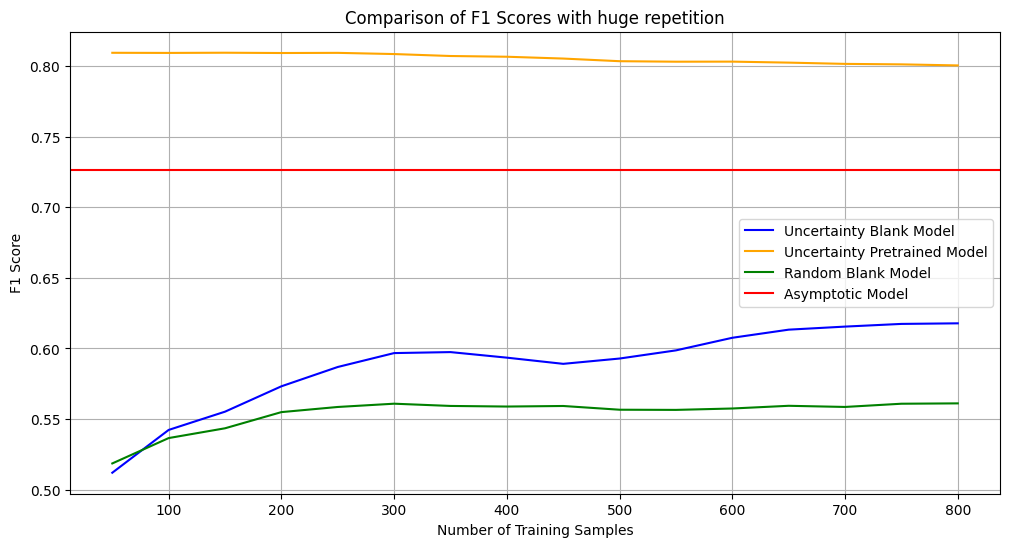 Comparison of F1 Scores with huge repetition
0.80
0.75
0.70
0.65
0.60
0.55
0.50
F1 Score
Uncertainty Blank Model
Uncertainty Pretrained Model
Random Blank Model
Asymptotic Model
100 200 300 400 500 600 700 800
Number of Training Samples